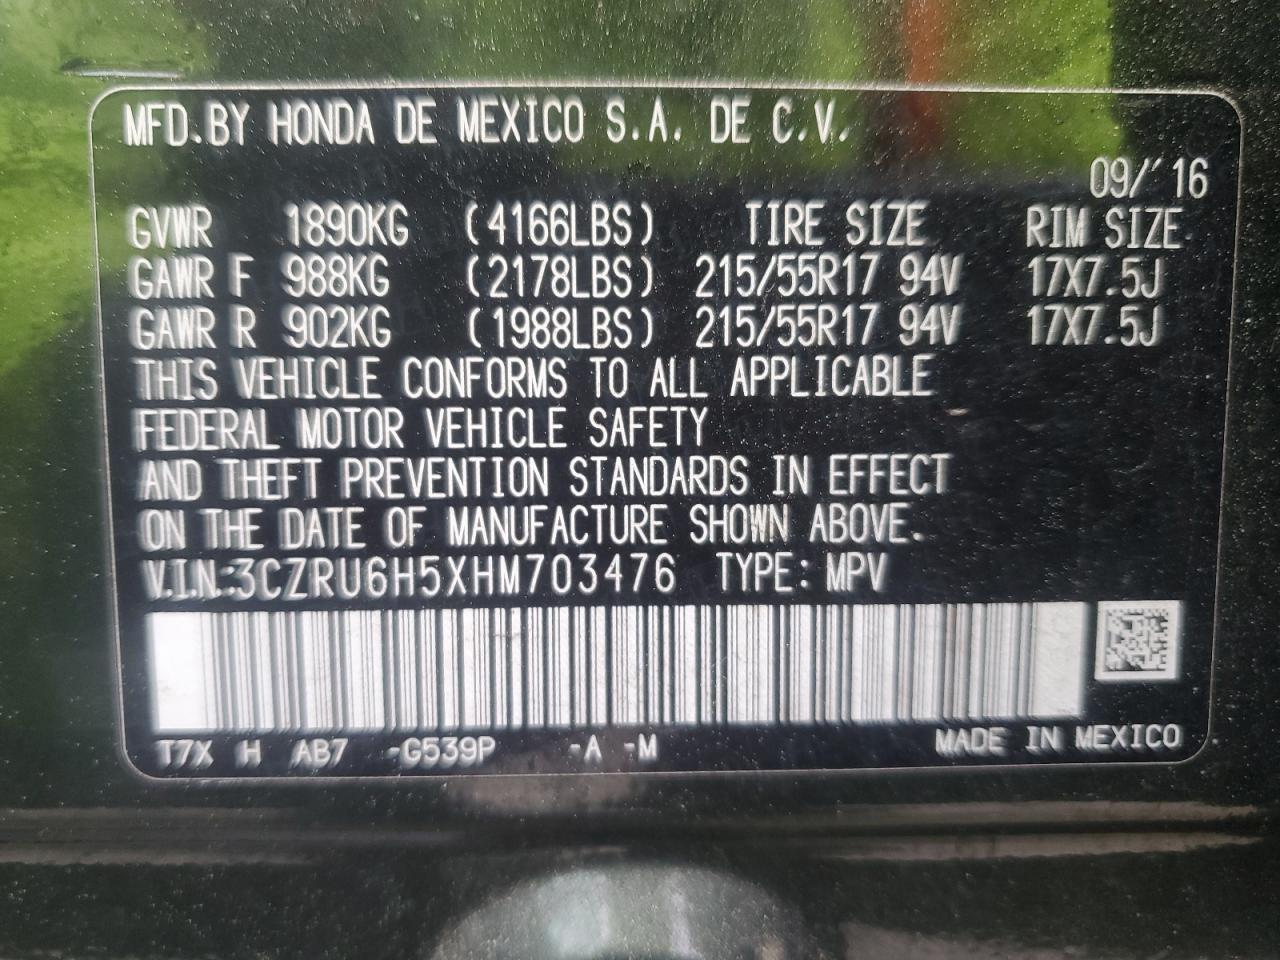 MFD.BY HONDA DE MEXICO S.A. DE C.V.
09/'16
GVWR 1890KG (4166LBS) TIRE SIZE RIM SIZE
GAWR F 988KG (2178LBS) 215/55R17 94V 17X7.5J
GAWR R 902KG (1988LBS) 215/55R17 94V 17X7.5J
THIS VEHICLE CONFORMS TO ALL APPLICABLE
FEDERAL MOTOR VEHICLE SAFETY
AND THEFT PREVENTION STANDARDS IN EFFECT
ON THE DATE OF MANUFACTURE SHOWN ABOVE.
V.I.N.:3CZRU6H5XHM703476 TYPE: MPV
T7X H AB7 -G539P -A -M MADE IN MEXICO